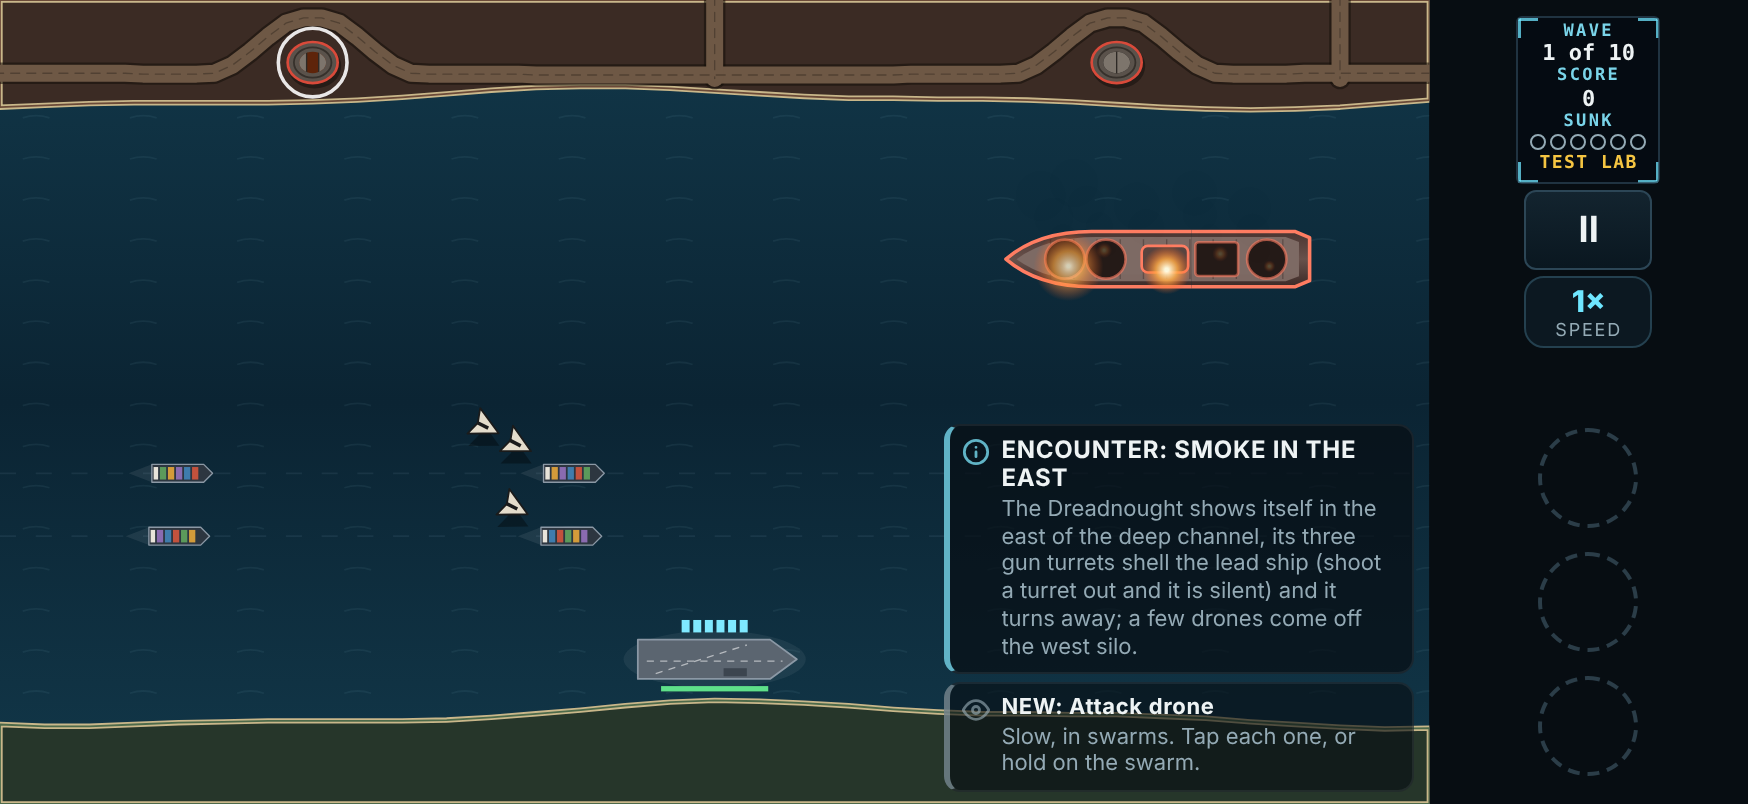 WAVE
1 of 10
SCORE
0
SUNK
TEST LAB
1×
SPEED
ENCOUNTER: SMOKE IN THE
EAST
The Dreadnought shows itself in the
east of the deep channel, its three
gun turrets shell the lead ship (shoot
a turret out and it is silent) and it
turns away; a few drones come off
the west silo.
NEW: Attack drone
Slow, in swarms. Tap each one, or
hold on the swarm.